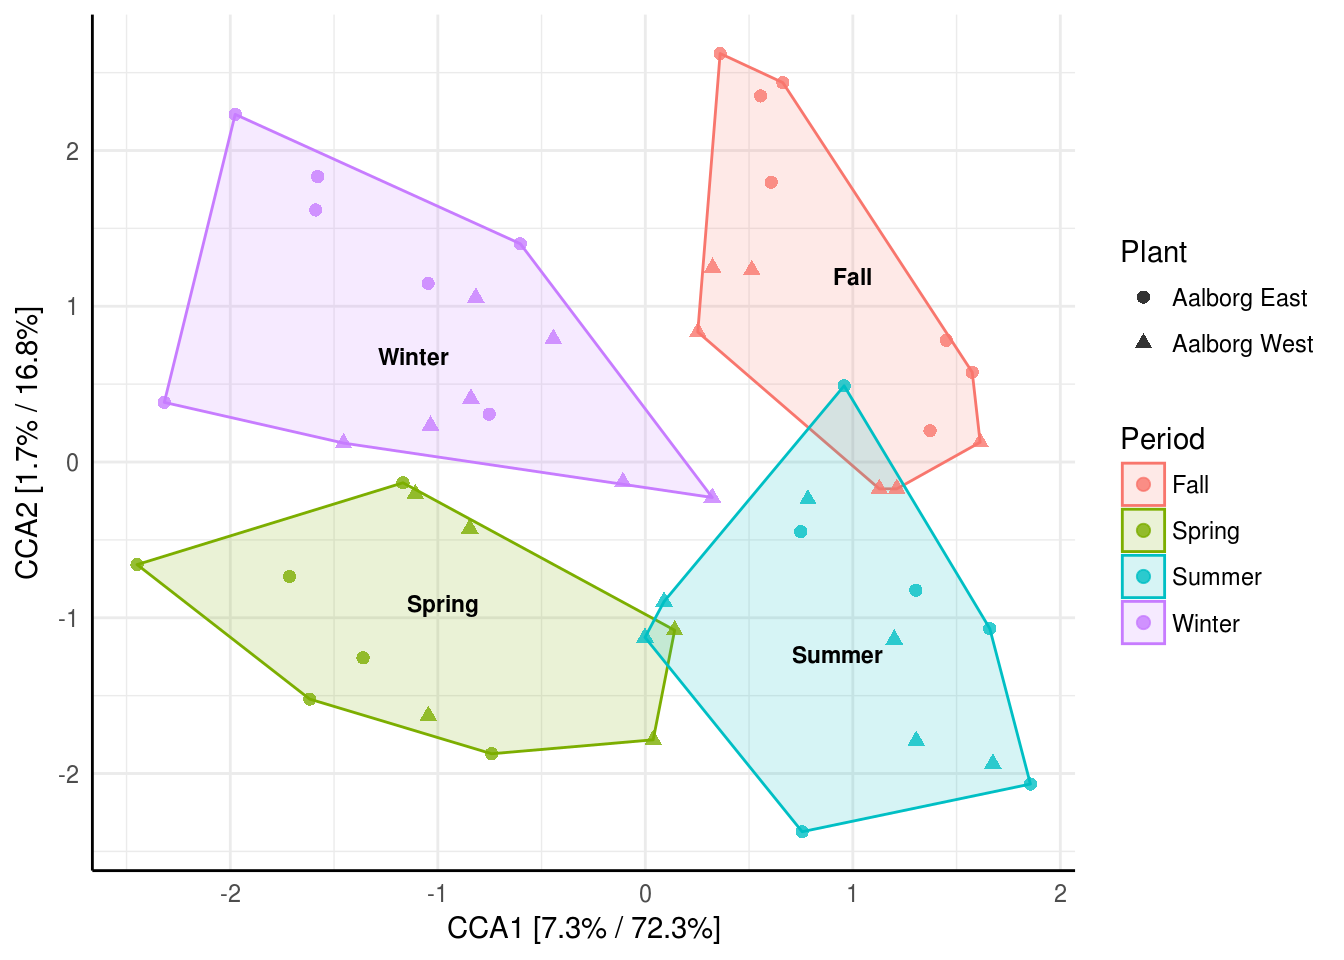 2
1
0
-1
-2
-2
-1
0
1
2
CCA1 [7.3% / 72.3%]
CCA2 [1.7% / 16.8%]
Fall
Winter
Spring
Summer
Plant
Aalborg East
Aalborg West
Period
Fall
Spring
Summer
Winter